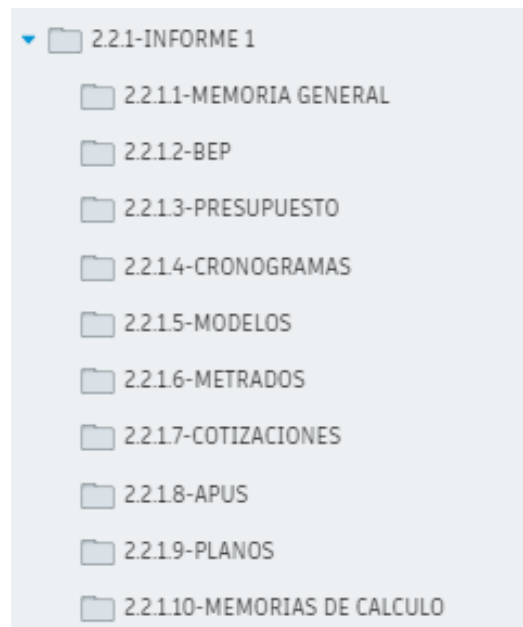 2.2.1-INFORME 1
2.2.1.1-MEMORIA GENERAL
2.2.1.2-BEP
2.2.1.3-PRESUPUESTO
2.2.1.4-CRONOGRAMAS
2.2.1.5-MODELOS
2.2.1.6-METRADOS
2.2.1.7-COTIZACIONES
2.2.1.8-APUS
2.2.1.9-PLANOS
2.2.1.10-MEMORIAS DE CALCULO